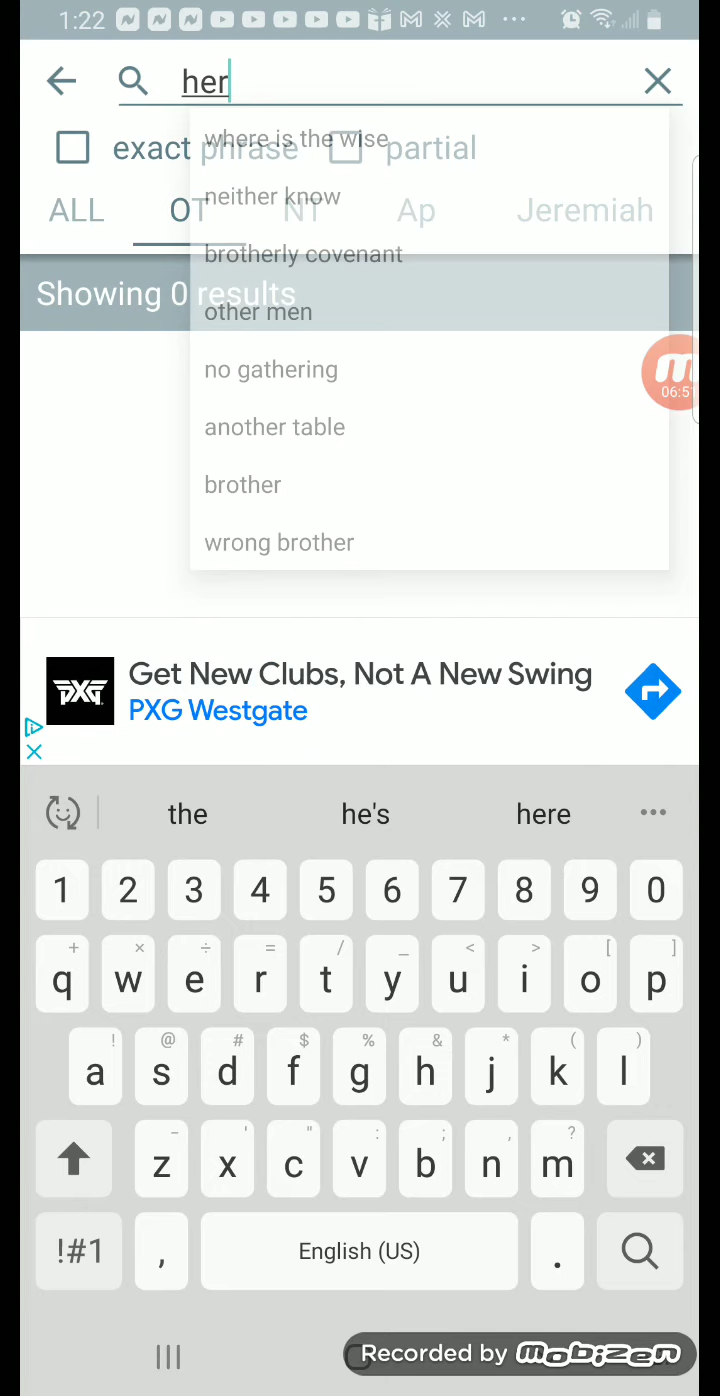 1:22
her
exact phrase partial
ALL OT NT Ap Jeremiah
Showing 0 results
where is the wise
neither know
brotherly covenant
other men
no gathering
another table
brother
wrong brother
06:51
PXG
Get New Clubs, Not A New Swing
PXG Westgate
the he's here
1 2 3 4 5 6 7 8 9 0
+ × ÷ = / _ < > [ ]
q w e r t y u i o p
! @ # $ % & * ( )
a s d f g h j k l
- ' " : ; , ?
z x c v b n m
!#1 , English (US) .
Recorded by mobizen